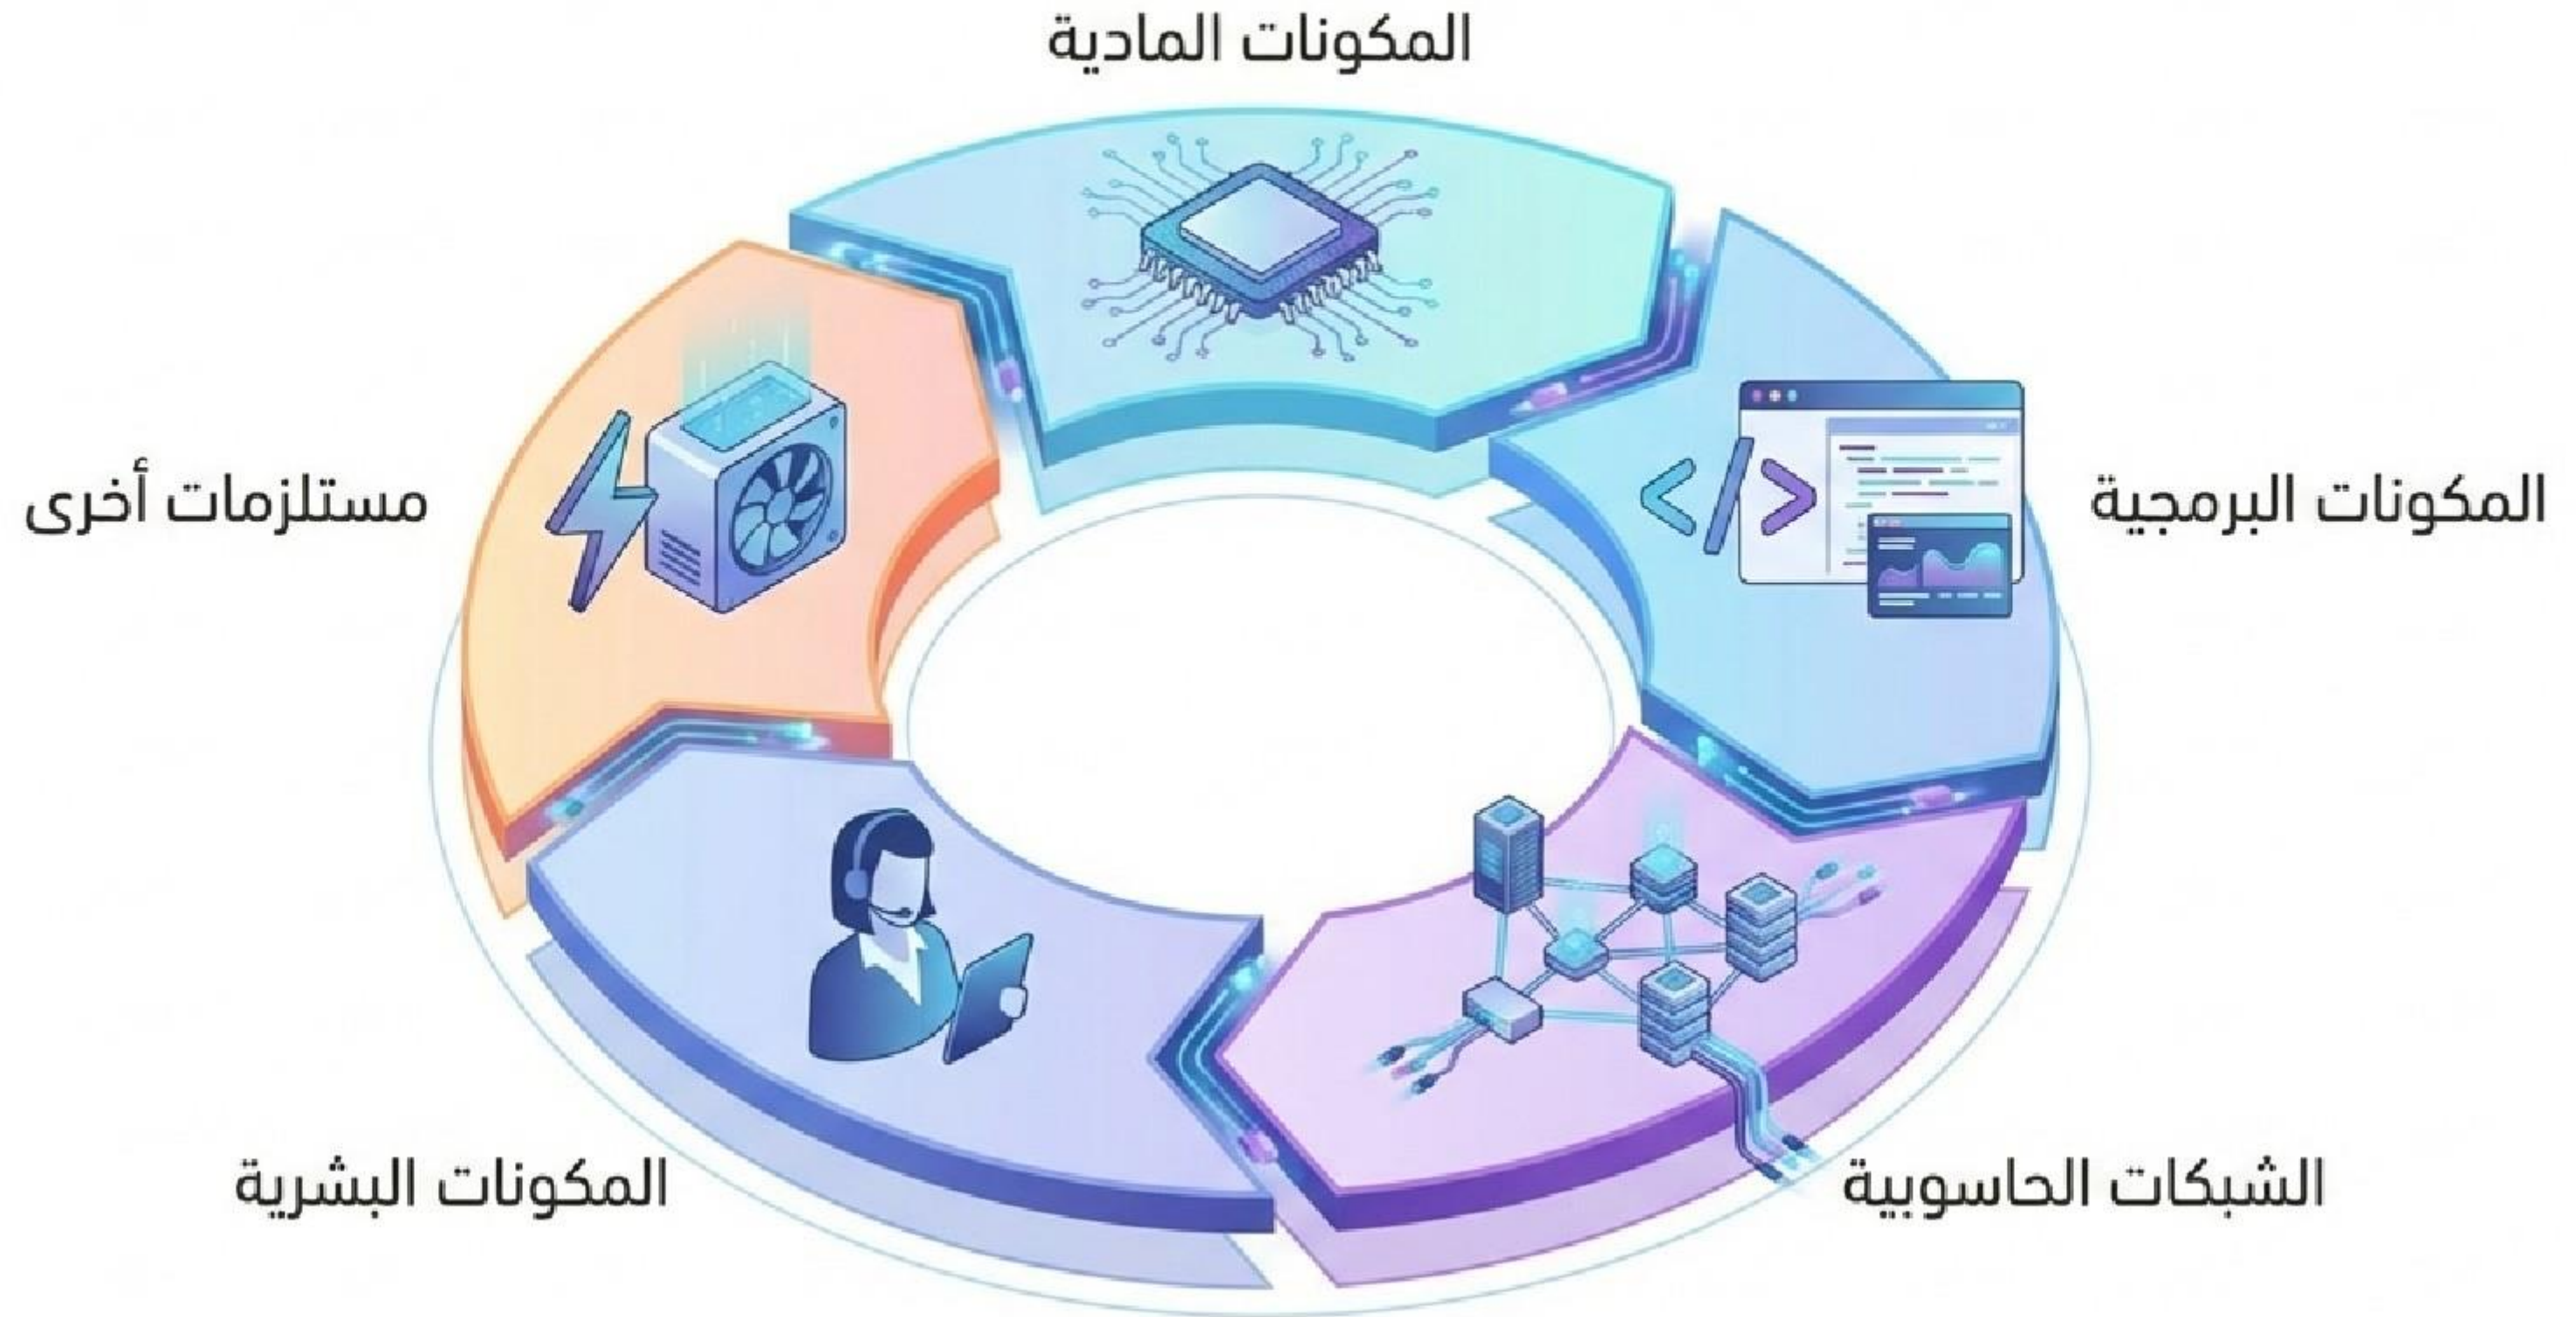 المكونات المادية
المكونات البرمجية
الشبكات الحاسوبية
المكونات البشرية
مستلزمات أخرى